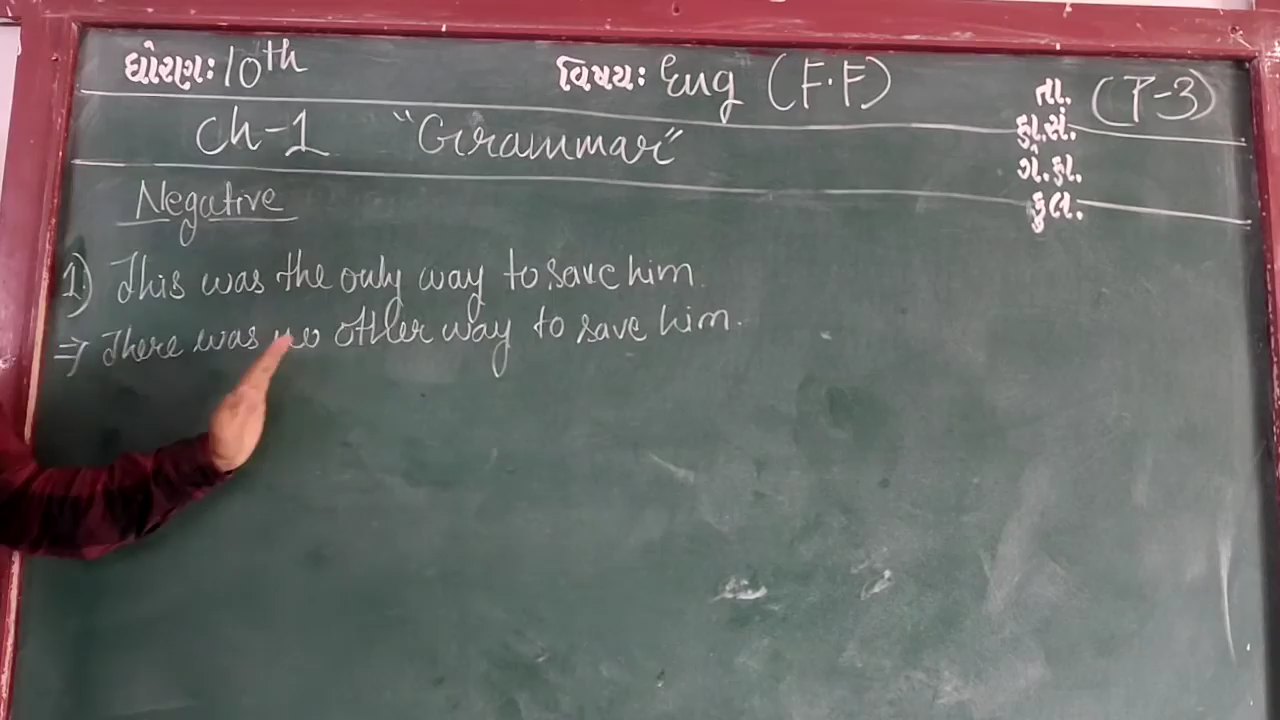 ધોરણ: 10th વિષય: Eng (F.F) તા. (P-3)
Ch-1 "Grammar" ફા.સં.
ગે.ફા.
Negative કુલ.
1) This was the only way to save him.
⇒ There was no other way to save him.